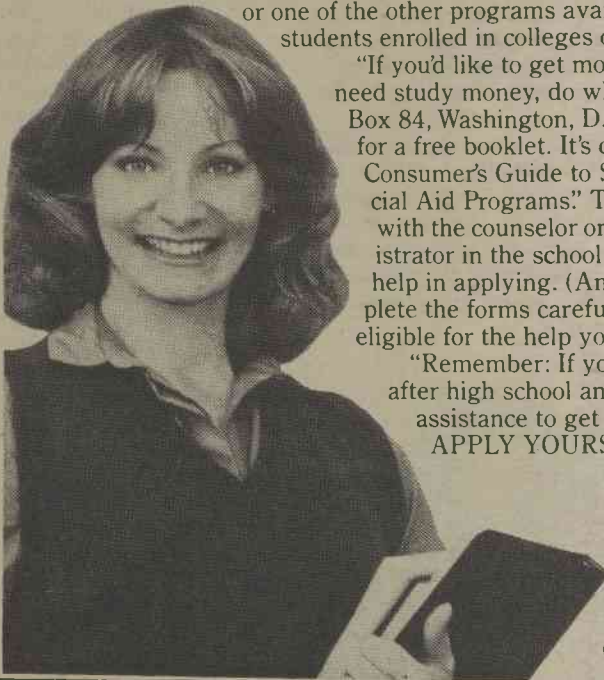 or one of the other programs ava
students enrolled in colleges
"If you'd like to get mo
need study money, do w
Box 84, Washington, D.
for a free booklet. It's
Consumer's Guide to
cial Aid Programs." T
with the counselor or
istrator in the school
help in applying. (An
plete the forms carefu
eligible for the help yo
"Remember: If yo
after high school an
assistance to get
APPLY YOURS